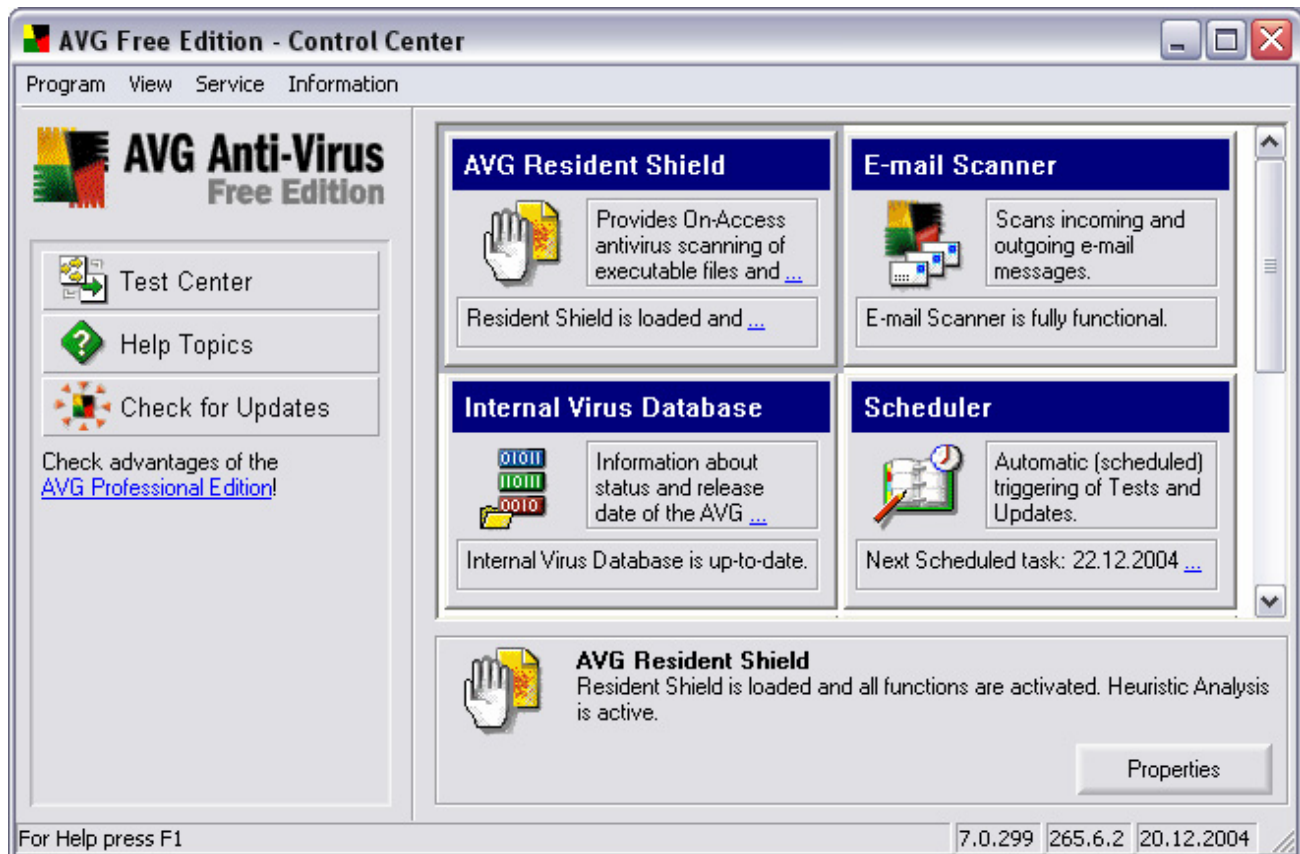 AVG Free Edition - Control Center
Program View Service Information
AVG Anti-Virus
Free Edition
Test Center
Help Topics
Check for Updates
Check advantages of the
AVG Professional Edition!
AVG Resident Shield
Provides On-Access
antivirus scanning of
executable files and ...
Resident Shield is loaded and ...
E-mail Scanner
Scans incoming and
outgoing e-mail
messages.
E-mail Scanner is fully functional.
Internal Virus Database
01011
11011
0010
Information about
status and release
date of the AVG ...
Internal Virus Database is up-to-date.
Scheduler
Automatic (scheduled)
triggering of Tests and
Updates.
Next Scheduled task: 22.12.2004 ...
AVG Resident Shield
Resident Shield is loaded and all functions are activated. Heuristic Analysis
is active.
Properties
For Help press F1
7.0.299 265.6.2 20.12.2004